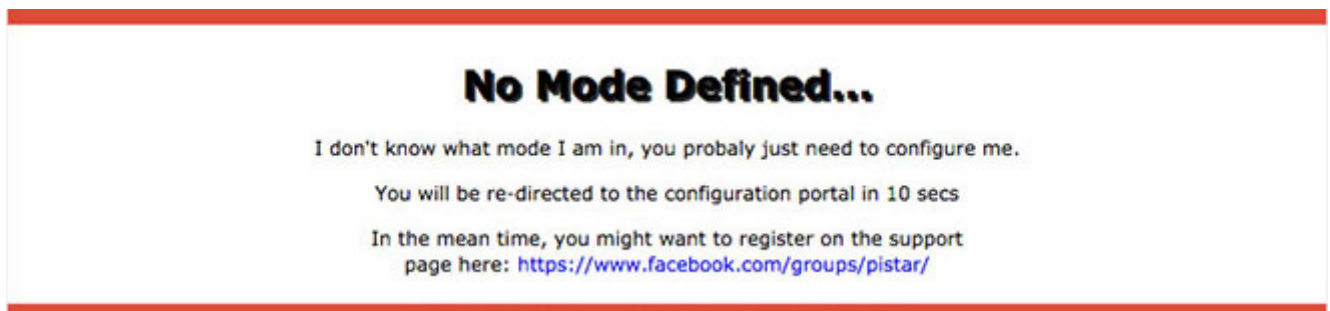 No Mode Defined...
I don't know what mode I am in, you probaly just need to configure me.
You will be re-directed to the configuration portal in 10 secs
In the mean time, you might want to register on the support
page here: https://www.facebook.com/groups/pistar/